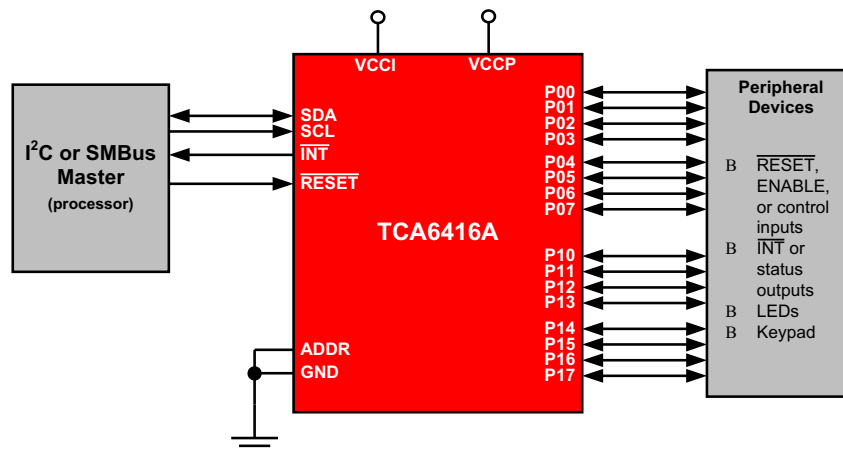 VCCI
VCCP
I²C or SMBus
Master
(processor)
SDA
SCL
INT
RESET
ADDR
GND
TCA6416A
P00
P01
P02
P03
P04
P05
P06
P07
P10
P11
P12
P13
P14
P15
P16
P17
Peripheral
Devices
B RESET,
ENABLE,
or control
inputs
B INT or
status
outputs
B LEDs
B Keypad